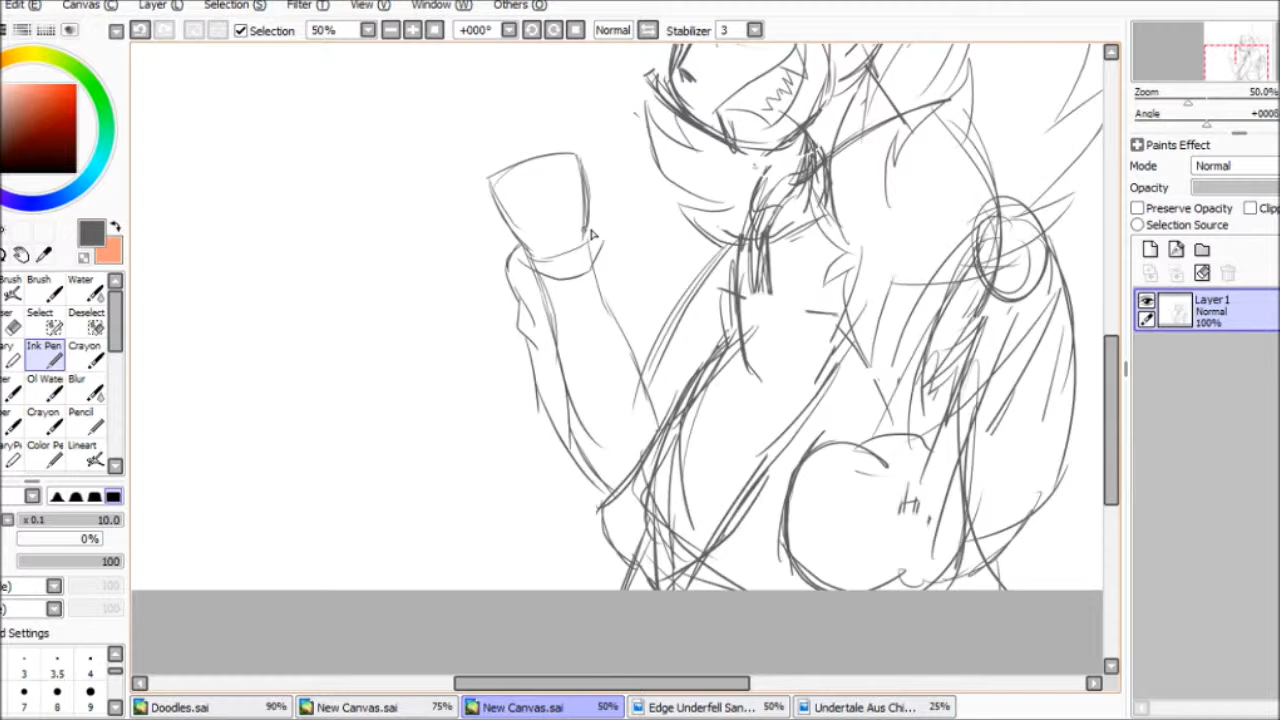 Edit (E) Canvas (C) Layer (L) Selection (S) Filter (T) View (V) Window (W) Others (O)
Selection 50% +000° Normal Stabilizer 3
Zoom 50.0%
Angle +000
Paints Effect
Mode Normal
Opacity
Preserve Opacity Clip
Selection Source
Layer1
Normal
100%
Brush Brush Water
Select Deselect
Ink Pen Crayon
Oil Wate Blur
Crayon Pencil
Color Pe Lineart
x 0.1 10.0
0%
100
100
100
d Settings
3 3.5 4
7 8 9
Doodles.sai 90% New Canvas.sai 75% New Canvas.sai 50% Edge Underfell San... 50% Undertale Aus Chi... 25%